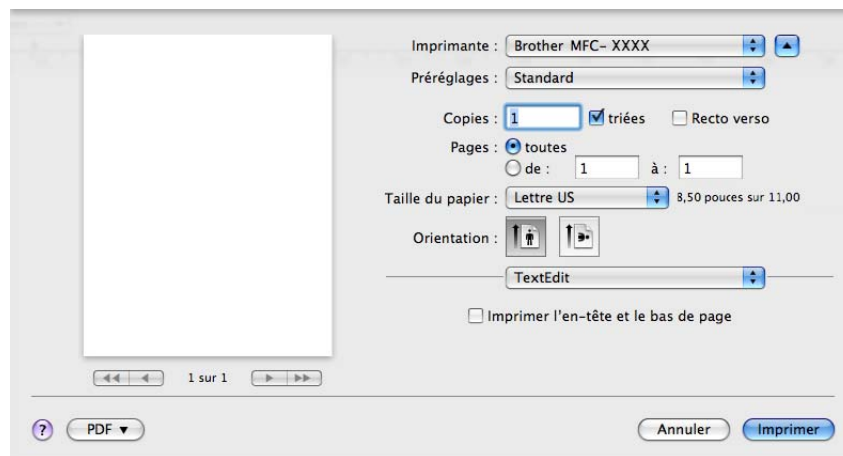 Imprimante : Brother MFC- XXXX
Préréglages : Standard
Copies : 1 triées Recto verso
Pages : toutes
de : 1 à : 1
Taille du papier : Lettre US 8,50 pouces sur 11,00
Orientation :
TextEdit
Imprimer l'en-tête et le bas de page
1 sur 1
? PDF Annuler Imprimer